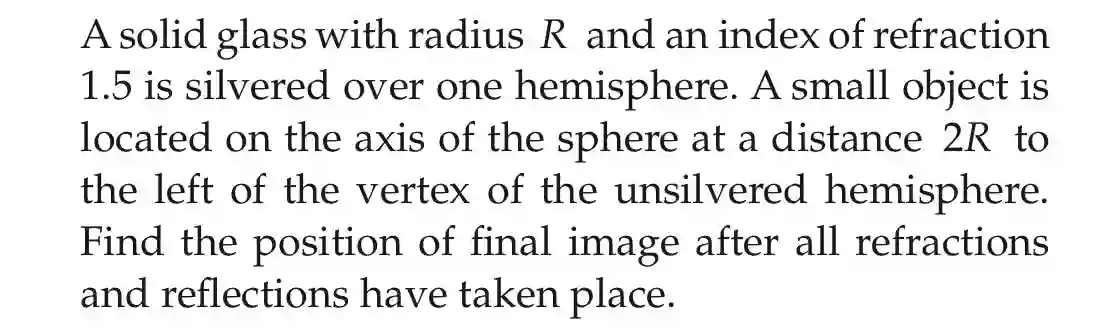 A solid glass with radius R and an index of refraction
1.5 is silvered over one hemisphere. A small object is
located on the axis of the sphere at a distance 2R to
the left of the vertex of the unsilvered hemisphere.
Find the position of final image after all refractions
and reflections have taken place.